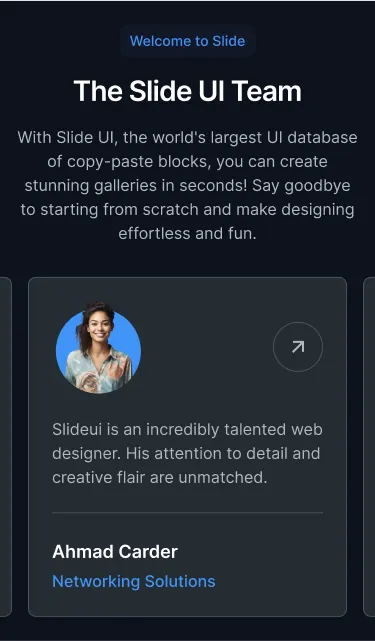 Welcome to Slide
The Slide UI Team
With Slide UI, the world's largest UI database
of copy-paste blocks, you can create
stunning galleries in seconds! Say goodbye
to starting from scratch and make designing
effortless and fun.
Slideui is an incredibly talented web
designer. His attention to detail and
creative flair are unmatched.
Ahmad Carder
Networking Solutions